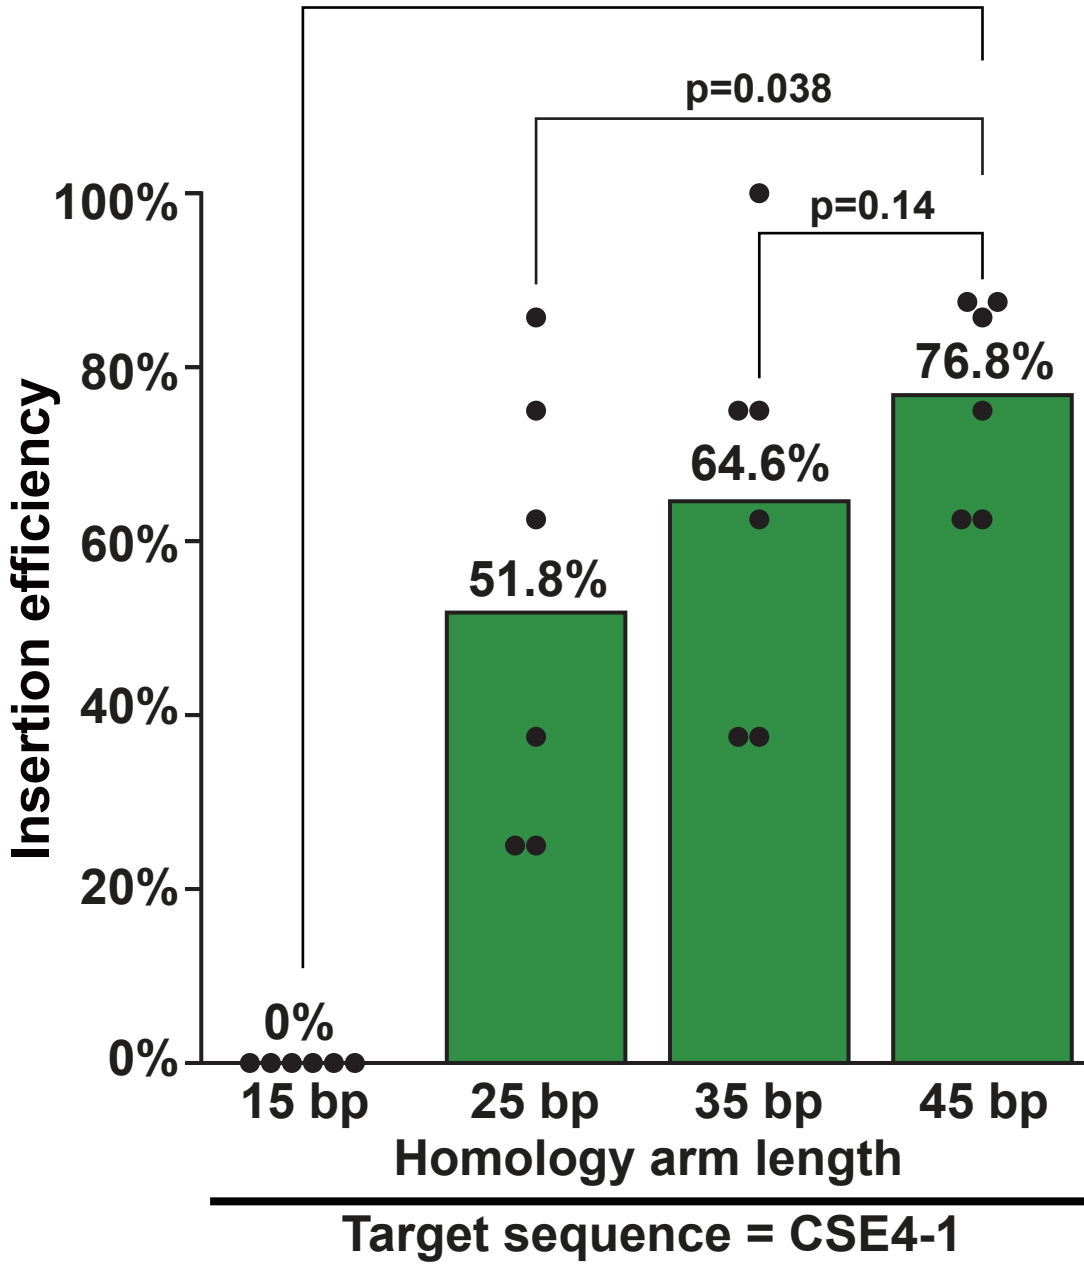 p=0.038
p=0.14
100%
80%
60%
40%
20%
0%
Insertion efficiency
0%
51.8%
64.6%
76.8%
15 bp
25 bp
35 bp
45 bp
Homology arm length
Target sequence = CSE4-1